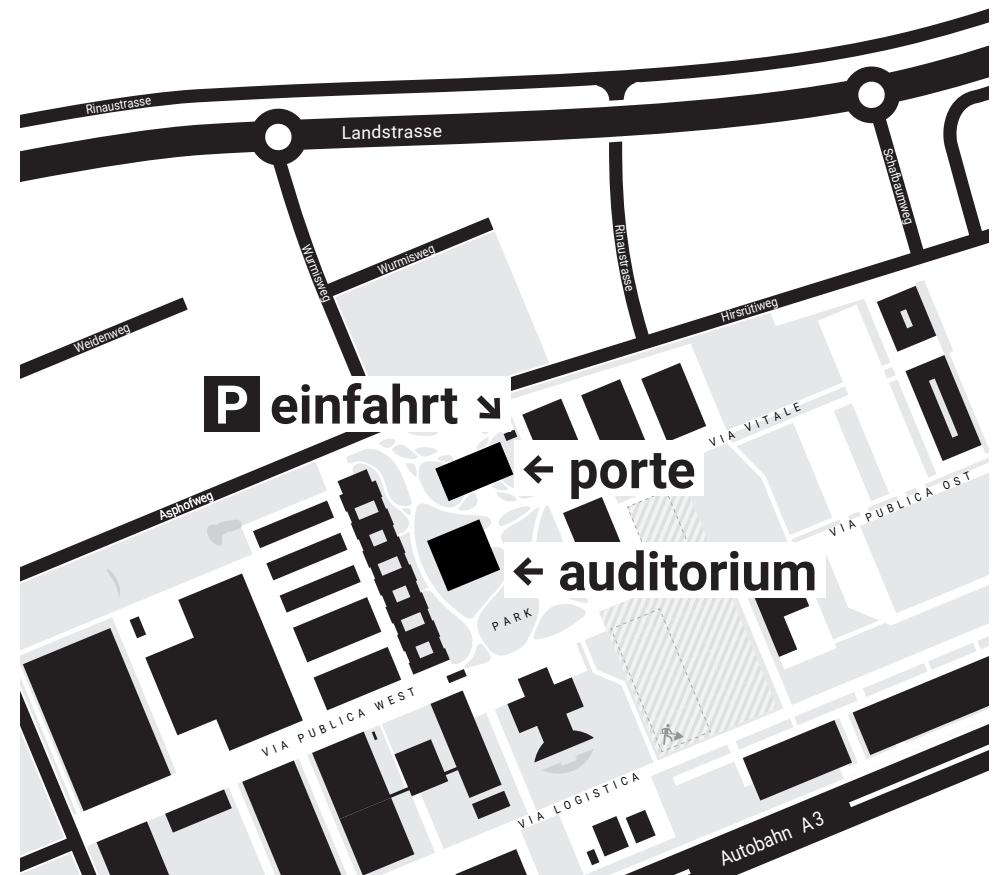 Rinaustrasse
Landstrasse
Schafbaumweg
Wurmisweg
Wurmisweg
Rinaustrasse
Hirsrütiweg
Weidenweg
P einfahrt ↘
VIA VITALE
← porte
Asphofweg
VIA PUBLICA OST
← auditorium
PARK
VIA PUBLICA WEST
VIA LOGISTICA
Autobahn A3